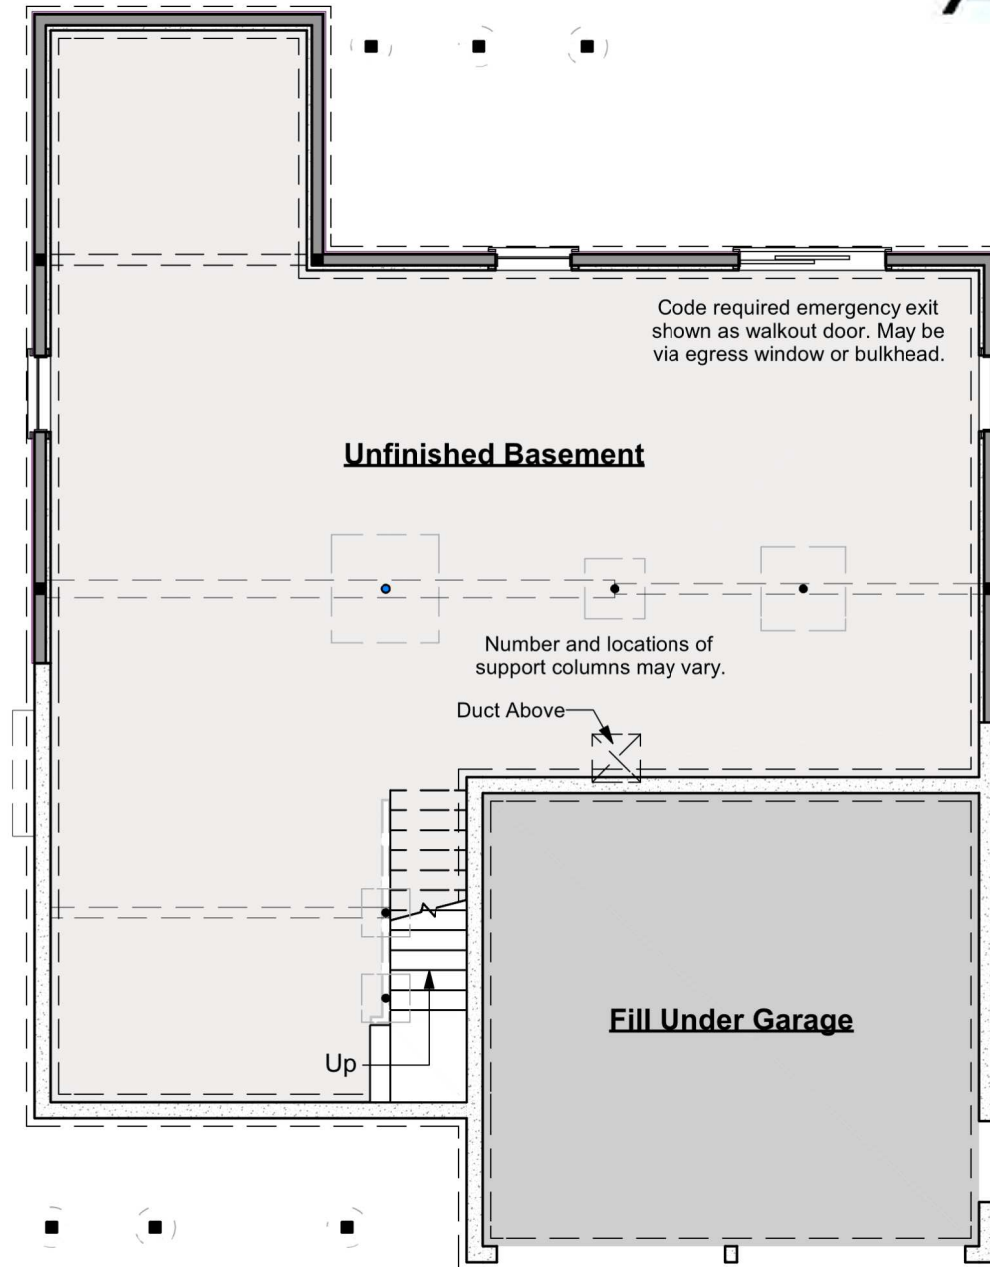 Code required emergency exit
shown as walkout door. May be
via egress window or bulkhead.
Unfinished Basement
Number and locations of
support columns may vary.
Duct Above
Up
Fill Under Garage